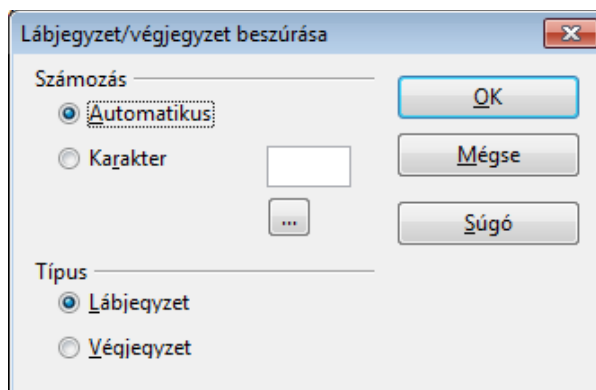 Lábjegyzet/végjegyzet beszúrása
Számozás
Automatikus
Karakter
...
Típus
Lábjegyzet
Végjegyzet
OK
Mégse
Súgó